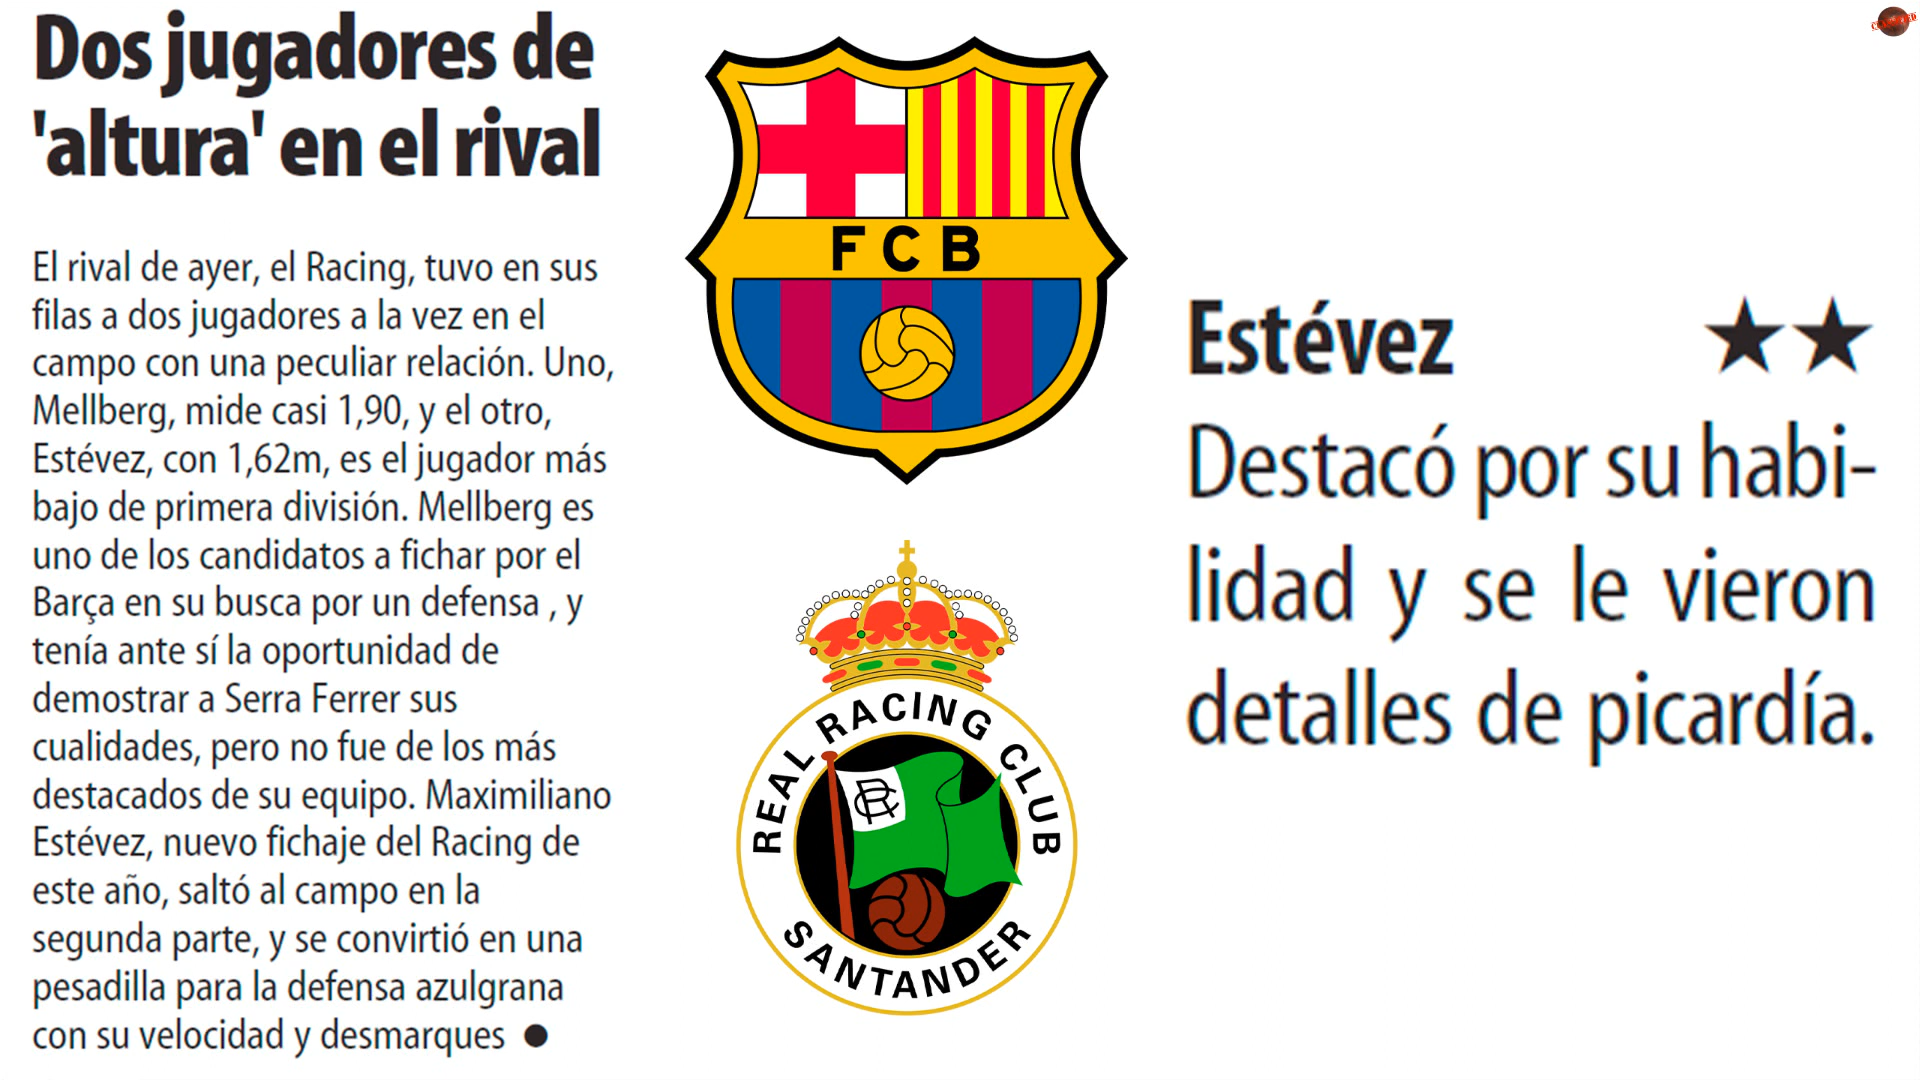 Dos jugadores de
'altura' en el rival
El rival de ayer, el Racing, tuvo en sus
filas a dos jugadores a la vez en el
campo con una peculiar relación. Uno,
Mellberg, mide casi 1,90, y el otro,
Estévez, con 1,62m, es el jugador más
bajo de primera división. Mellberg es
uno de los candidatos a fichar por el
Barça en su busca por un defensa , y
tenía ante sí la oportunidad de
demostrar a Serra Ferrer sus
cualidades, pero no fue de los más
destacados de su equipo. Maximiliano
Estévez, nuevo fichaje del Racing de
este año, saltó al campo en la
segunda parte, y se convirtió en una
pesadilla para la defensa azulgrana
con su velocidad y desmarques ●
FCB
REAL RACING CLUB
SANTANDER
Estévez ★★
Destacó por su habi-
lidad y se le vieron
detalles de picardía.